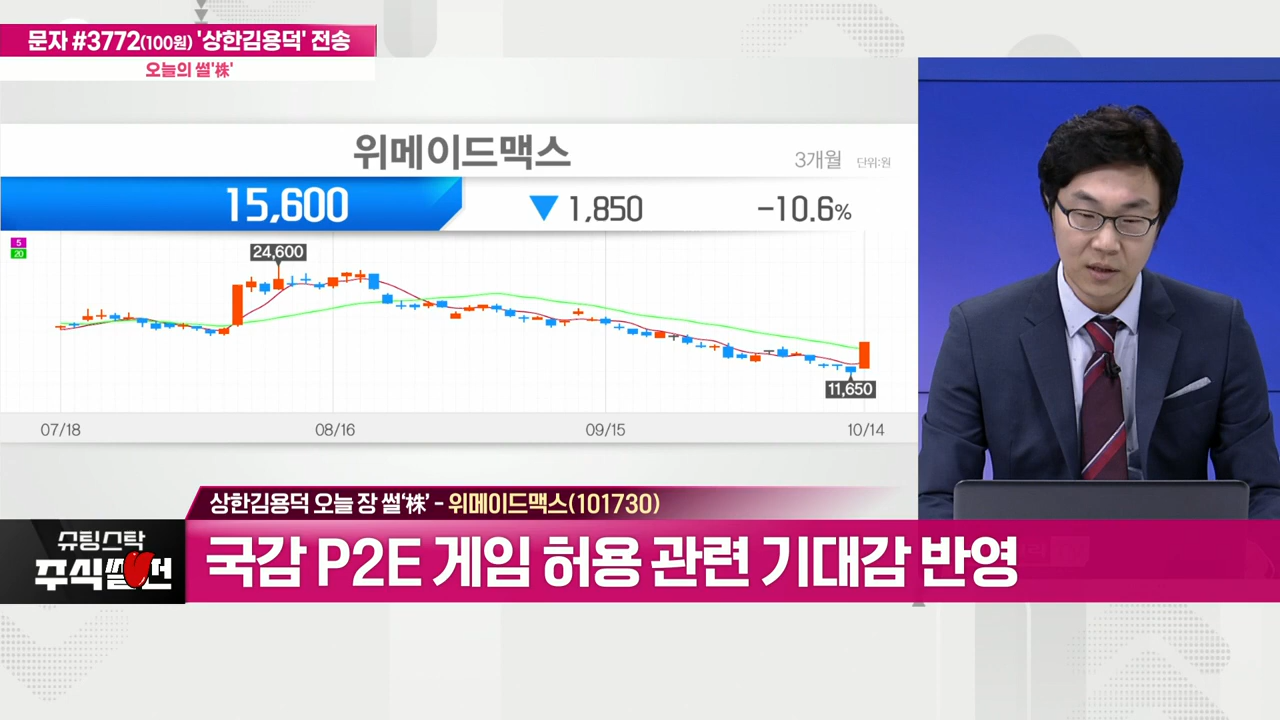 문자 #3772(100원) '상한김용덕' 전송
오늘의 썰'株'
위메이드맥스
3개월 단위:원
15,600 ▼ 1,850 -10.6%
5
20
24,600
11,650
07/18 08/16 09/15 10/14
상한김용덕 오늘 장 썰'株' - 위메이드맥스(101730)
슈팅스탁
주식썰전
국감 P2E 게임 허용 관련 기대감 반영